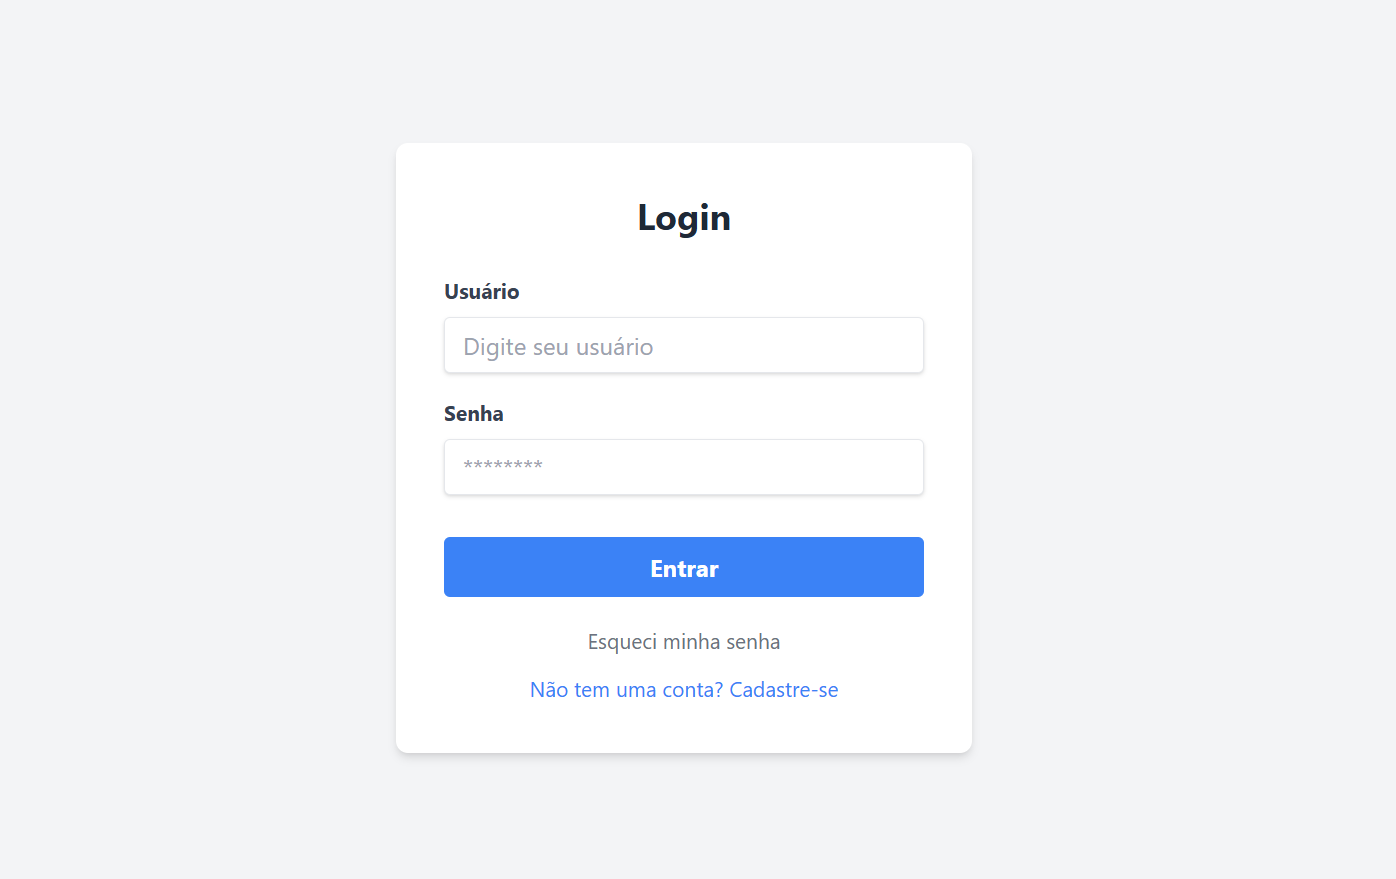 Login
Usuário
Digite seu usuário
Senha
********
Entrar
Esqueci minha senha
Não tem uma conta? Cadastre-se